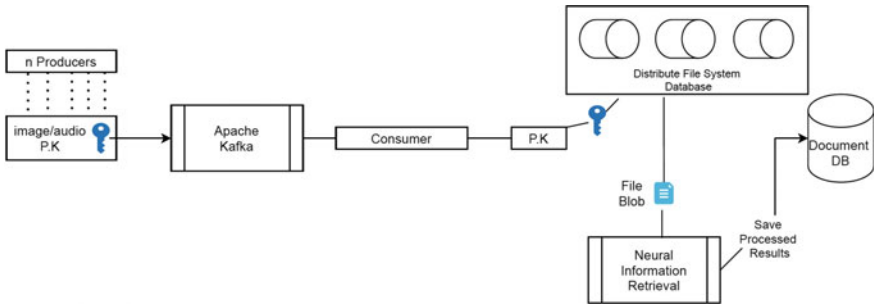 n Producers
image/audio
P.K
Apache
Kafka
Consumer
P.K
Distribute File System
Database
File
Blob
Neural
Information
Retrieval
Save
Processed
Results
Document
DB